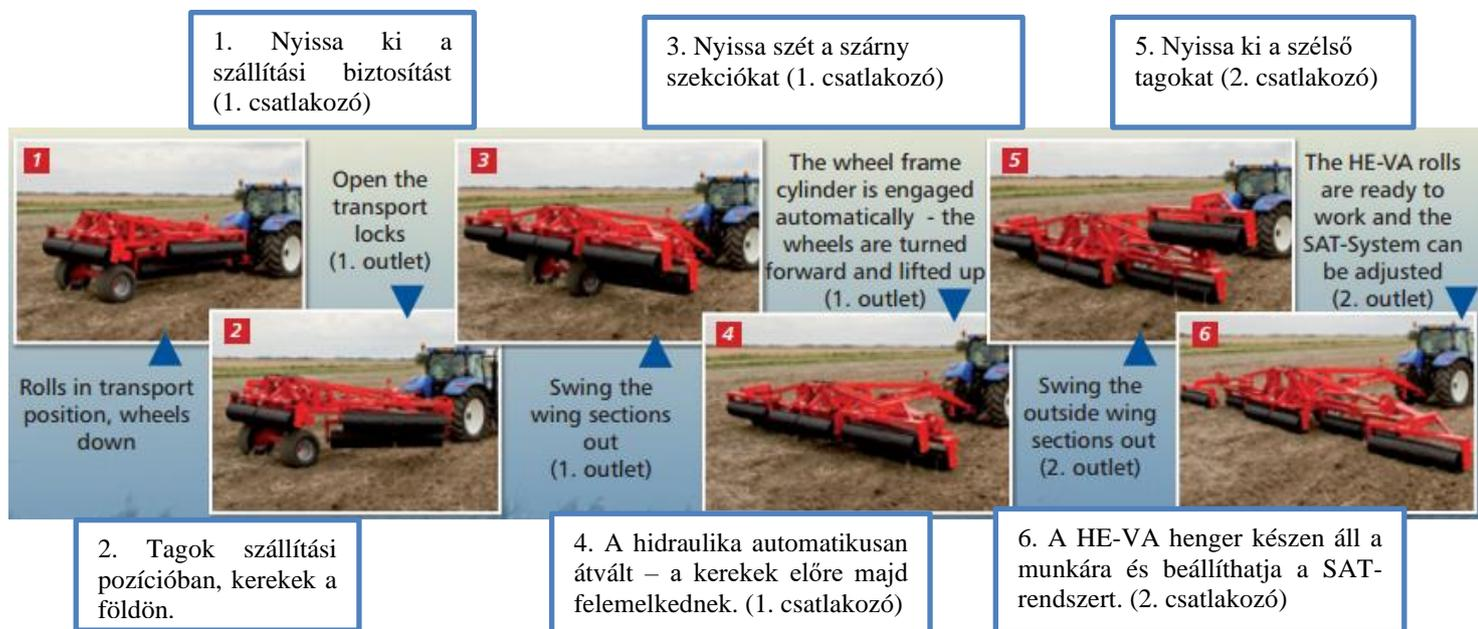 1. Nyissa ki a
szállítási biztosítást
(1. csatlakozó)
3. Nyissa szét a szárny
szekciókat (1. csatlakozó)
5. Nyissa ki a szélső
tagokat (2. csatlakozó)
1
Rolls in transport
position, wheels
down
Open the
transport
locks
(1. outlet)
2
3
Swing the
wing sections
out
(1. outlet)
The wheel frame
cylinder is engaged
automatically - the
wheels are turned
forward and lifted up
(1. outlet)
4
5
Swing the
outside wing
sections out
(2. outlet)
The HE-VA rolls
are ready to
work and the
SAT-System can
be adjusted
(2. outlet)
6
2. Tagok szállítási
pozícióban, kerekek a
földön.
4. A hidraulika automatikusan
átvált – a kerekek előre majd
felemelkednek. (1. csatlakozó)
6. A HE-VA henger készen áll a
munkára és beállíthatja a SAT-
rendszert. (2. csatlakozó)